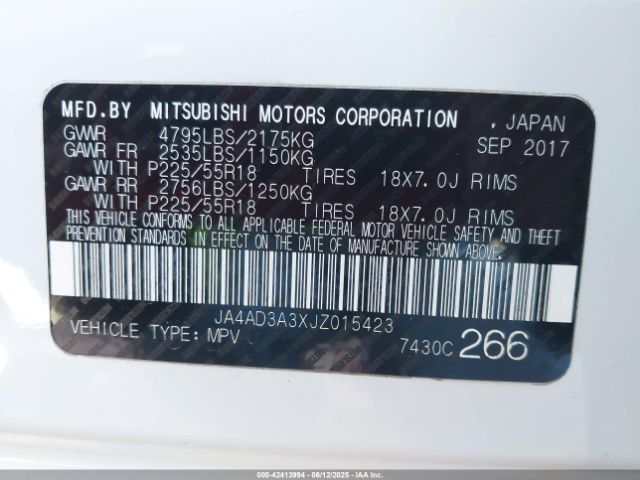 MFD.BY MITSUBISHI MOTORS CORPORATION , JAPAN
GWWR 4795LBS/2175KG SEP 2017
GAWR FR 2535LBS/1150KG
WITH P225/55R18 TIRES 18X7.0J RIMS
GAWR RR 2756LBS/1250KG
WITH P225/55R18 TIRES 18X7.0J RIMS
THIS VEHICLE CONFORMS TO ALL APPLICABLE FEDERAL MOTOR VEHICLE SAFETY AND THEFT
PREVENTION STANDARDS IN EFFECT ON THE DATE OF MANUFACTURE SHOWN ABOVE.
JA4AD3A3XJZ015423
VEHICLE TYPE: MPV 7430C 266
000-42413994 - 06/12/2025 - IAAI.COM